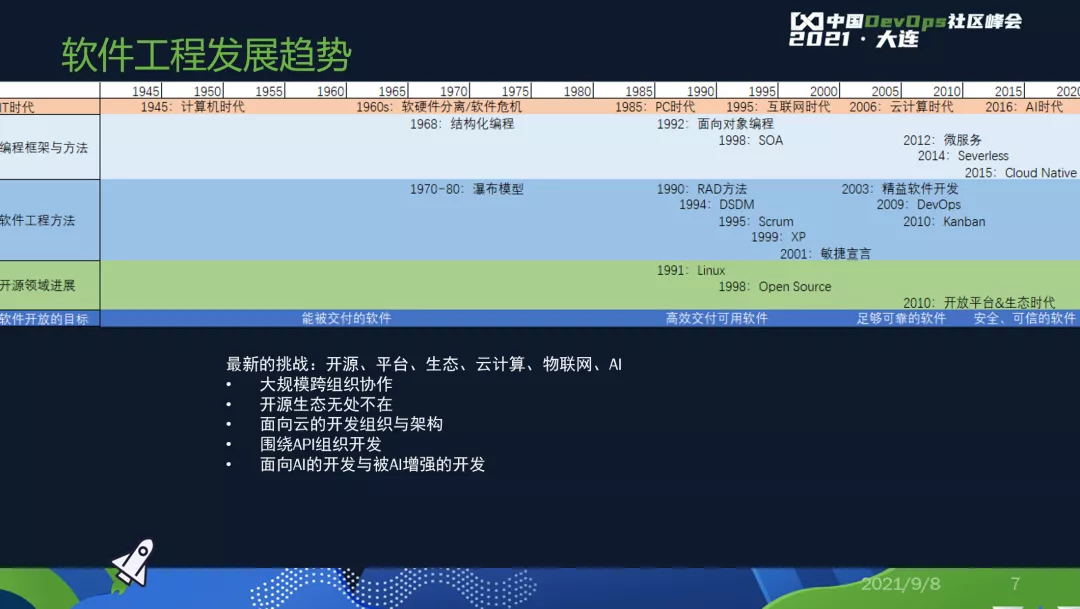 中国DevOps社区峰会
2021 · 大连
软件工程发展趋势
1945 1950 1955 1960 1965 1970 1975 1980 1985 1990 1995 2000 2005 2010 2015 2020
IT时代 1945：计算机时代 1960s：软硬件分离/软件危机 1985：PC时代 1995：互联网时代 2006：云计算时代 2016：AI时代
1968：结构化编程 1992：面向对象编程
1998：SOA 2012：微服务
编程框架与方法
2014：Severless
2015：Cloud Native
1970-80：瀑布模型 1990：RAD方法 2003：精益软件开发
1994：DSDM 2009：DevOps
软件工程方法 1995：Scrum 2010：Kanban
1999：XP
2001：敏捷宣言
1991：Linux
开源领域进展 1998：Open Source
2010：开放平台&生态时代
软件开放的目标 能被交付的软件 高效交付可用软件 足够可靠的软件 安全、可信的软件
最新的挑战：开源、平台、生态、云计算、物联网、AI
• 大规模跨组织协作
• 开源生态无处不在
• 面向云的开发组织与架构
• 围绕API组织开发
• 面向AI的开发与被AI增强的开发
2021/9/8 7